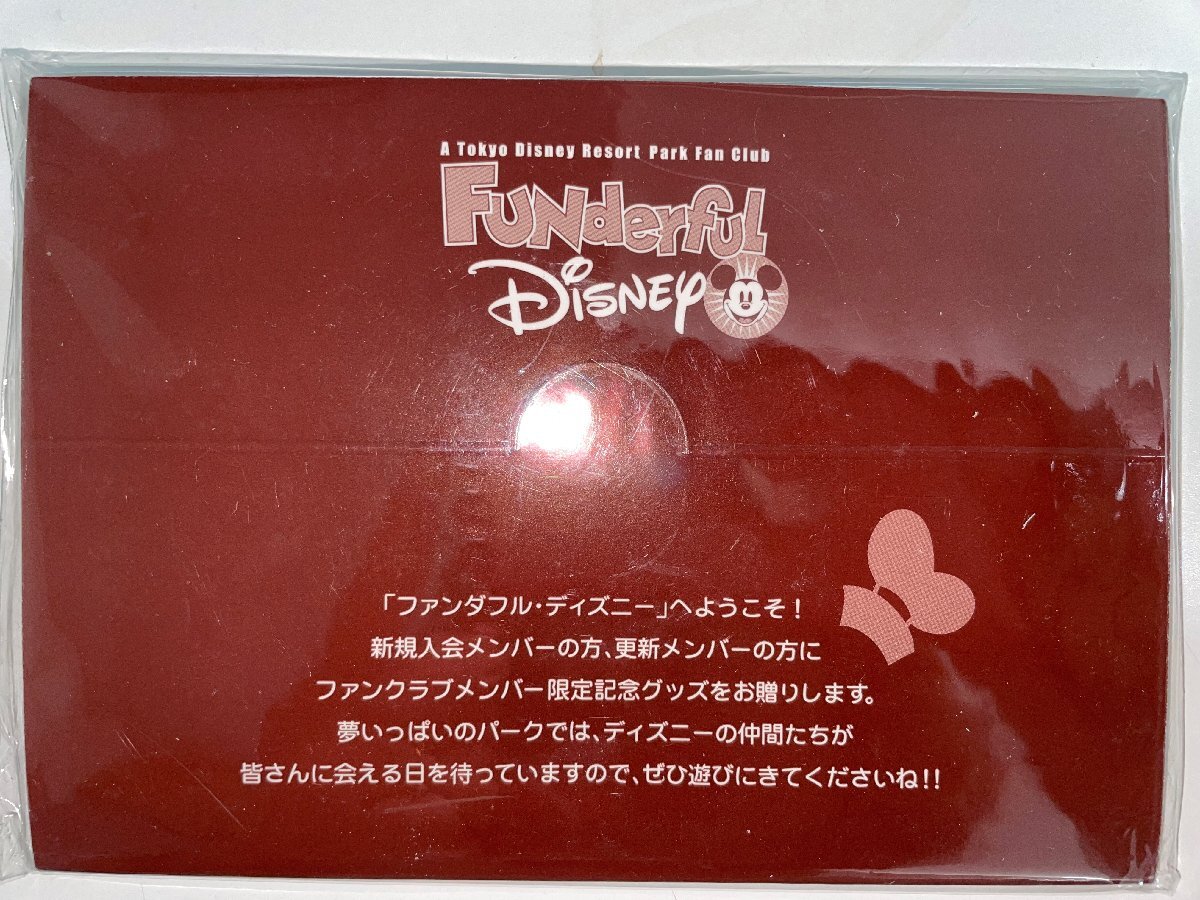 A Tokyo Disney Resort Park Fan Club
FUNderful
Disney
「ファンダフル・ディズニー」へようこそ!
新規入会メンバーの方、更新メンバーの方に
ファンクラブメンバー限定記念グッズをお贈りします。
夢いっぱいのパークでは、ディズニーの仲間たちが
皆さんに会える日を待っていますので、ぜひ遊びにきてくださいね!!